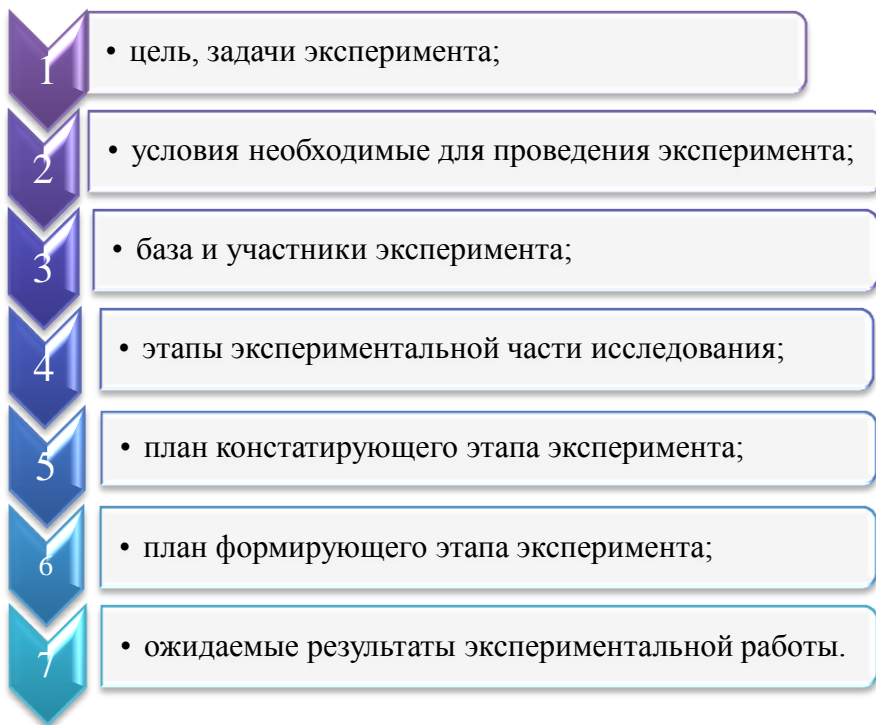 1
• цель, задачи эксперимента;
2
• условия необходимые для проведения эксперимента;
3
• база и участники эксперимента;
4
• этапы экспериментальной части исследования;
5
• план констатирующего этапа эксперимента;
6
• план формирующего этапа эксперимента;
7
• ожидаемые результаты экспериментальной работы.